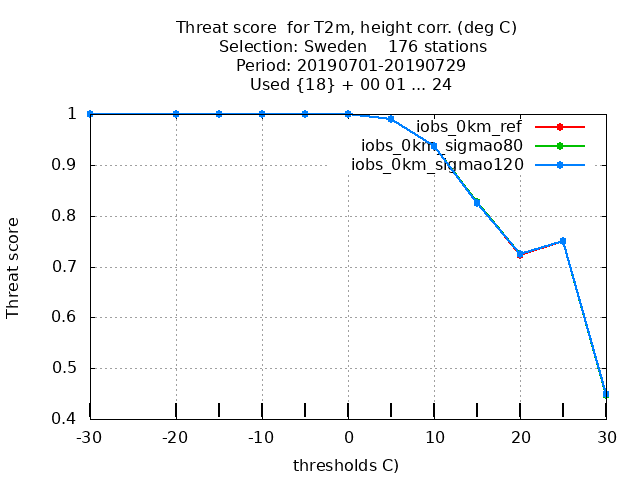 Threat score  for T2m, height corr. (deg C)
Selection: Sweden    176 stations
Period: 20190701-20190729
Used {18} + 00 01 ... 24
iobs_0km_ref
iobs_0km_sigmao80
iobs_0km_sigmao120
1
0.9
0.8
0.7
0.6
0.5
0.4
Threat score
-30
-20
-10
0
10
20
30
thresholds C)